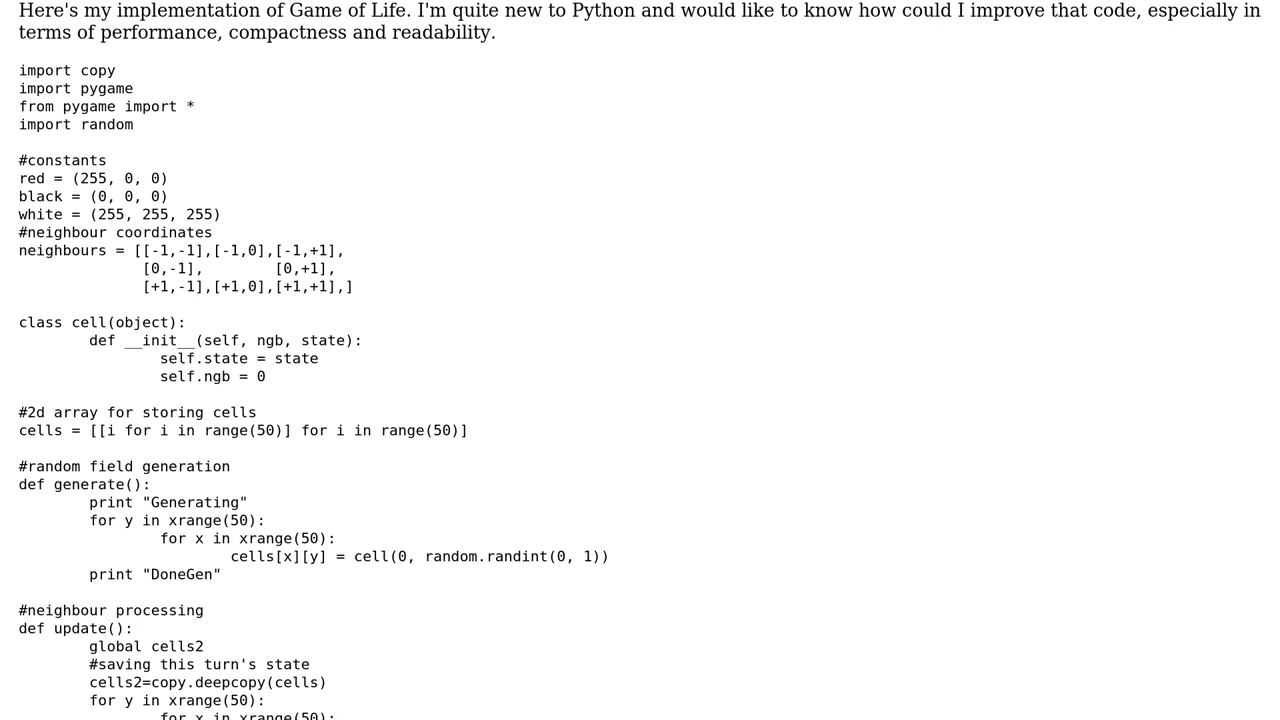 Here's my implementation of Game of Life. I'm quite new to Python and would like to know how could I improve that code, especially in
terms of performance, compactness and readability.
import copy
import pygame
from pygame import *
import random
#constants
red = (255, 0, 0)
black = (0, 0, 0)
white = (255, 255, 255)
#neighbour coordinates
neighbours = [[-1,-1],[-1,0],[-1,+1],
              [0,-1],        [0,+1],
              [+1,-1],[+1,0],[+1,+1],]
class cell(object):
        def __init__(self, ngb, state):
                self.state = state
                self.ngb = 0
#2d array for storing cells
cells = [[i for i in range(50)] for i in range(50)]
#random field generation
def generate():
        print "Generating"
        for y in xrange(50):
                for x in xrange(50):
                        cells[x][y] = cell(0, random.randint(0, 1))
        print "DoneGen"
#neighbour processing
def update():
        global cells2
        #saving this turn's state
        cells2=copy.deepcopy(cells)
        for y in xrange(50):
                for x in xrange(50):